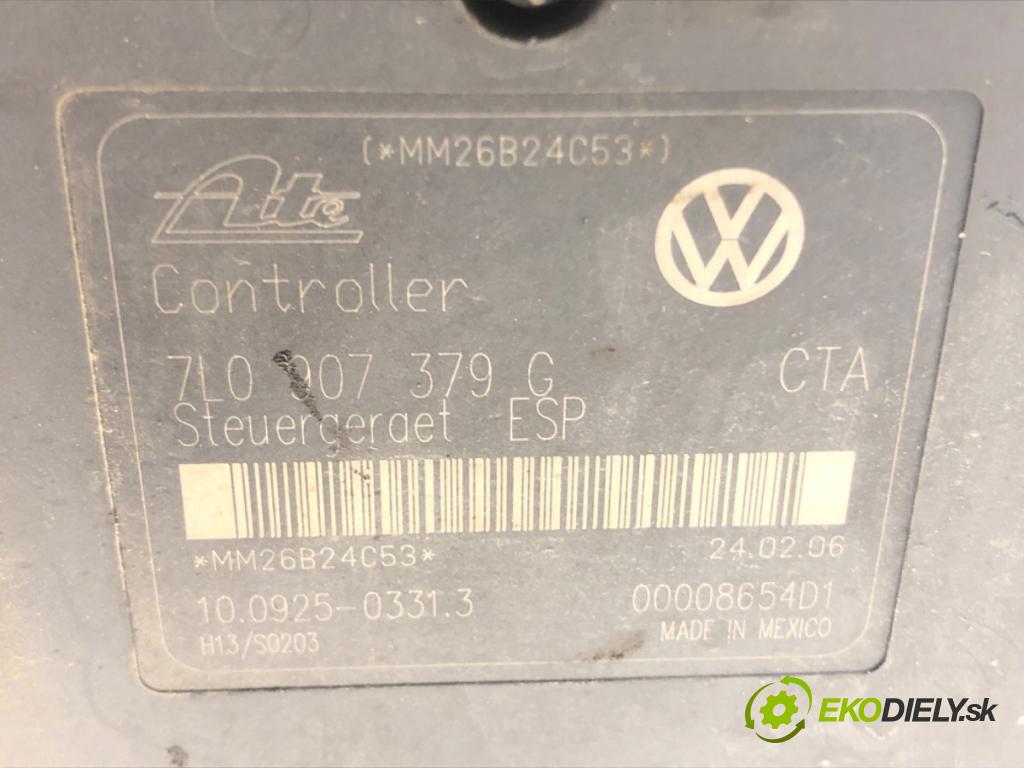 (*MM26B24C53*)
Ate
Controller
7L0 907 379 G CTA
Steuergeraet ESP
*MM26B24C53* 24.02.06
10.0925-0331.3 00008654D1
H13/S0203 MADE IN MEXICO
EKODIELY.sk